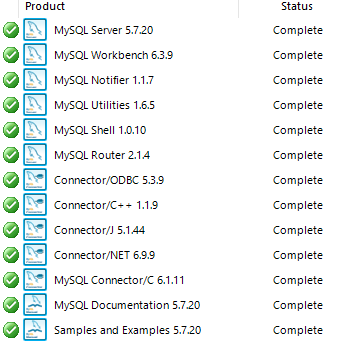 Product Status
MySQL Server 5.7.20 Complete
MySQL Workbench 6.3.9 Complete
MySQL Notifier 1.1.7 Complete
MySQL Utilities 1.6.5 Complete
MySQL Shell 1.0.10 Complete
MySQL Router 2.1.4 Complete
Connector/ODBC 5.3.9 Complete
Connector/C++ 1.1.9 Complete
Connector/J 5.1.44 Complete
Connector/NET 6.9.9 Complete
MySQL Connector/C 6.1.11 Complete
MySQL Documentation 5.7.20 Complete
Samples and Examples 5.7.20 Complete